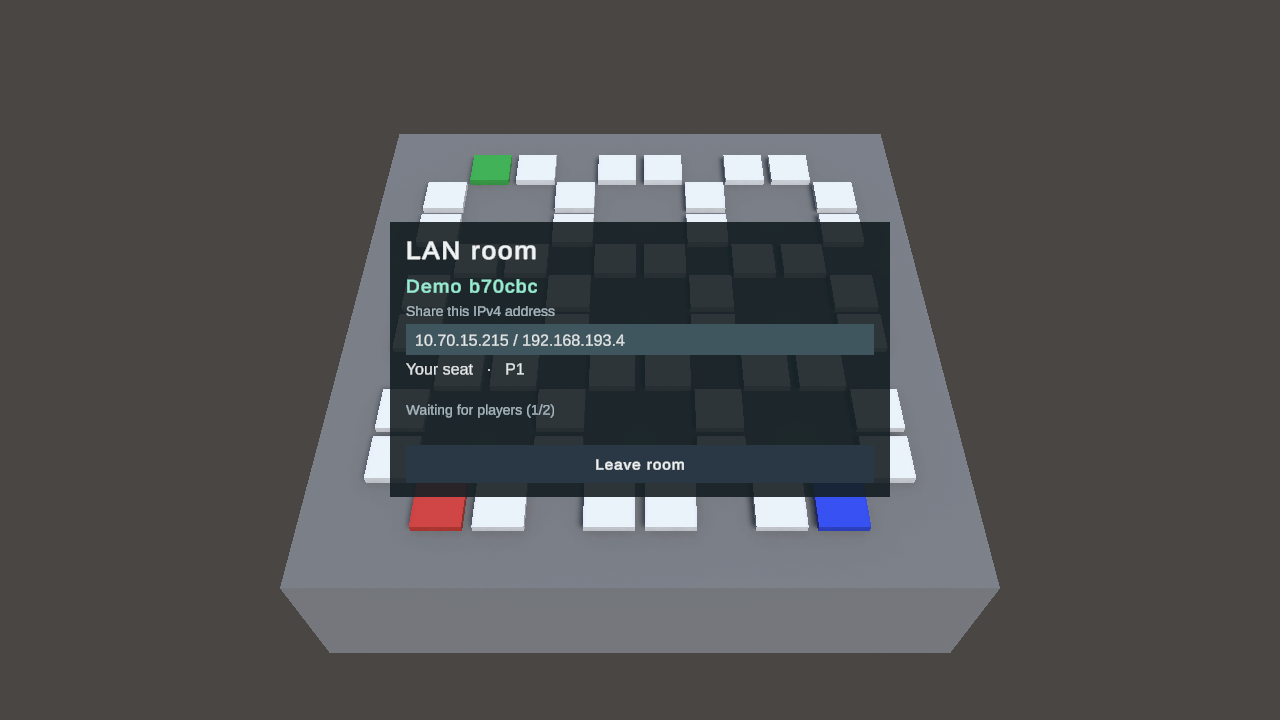 LAN room
Demo b70cbc
Share this IPv4 address
10.70.15.215 / 192.168.193.4
Your seat · P1
Waiting for players (1/2)
Leave room